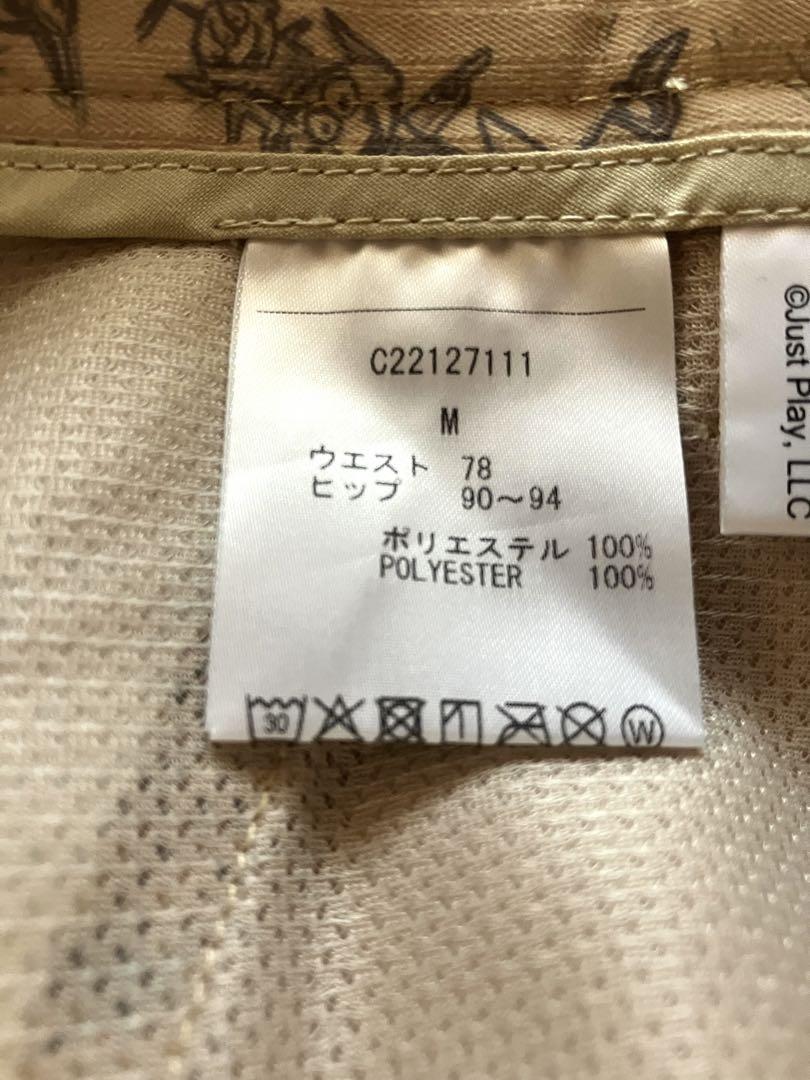 C22127111
M
ウエスト 78
ヒップ 90～94
ポリエステル 100%
POLYESTER 100%
30
W
©Just Play, LLC